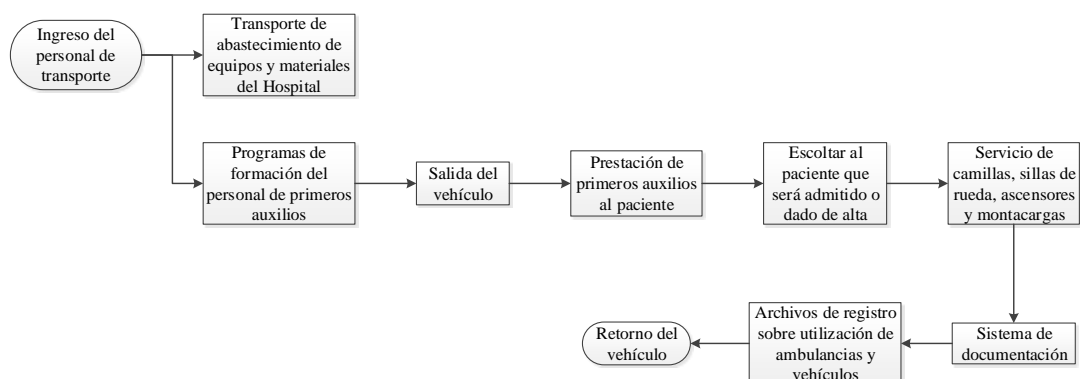 Ingreso del
personal de
transporte
Transporte de
abastecimiento de
equipos y materiales
del Hospital
Programas de
formación del
personal de primeros
auxilios
Salida del
vehículo
Prestación de
primeros auxilios
al paciente
Escoltar al
paciente que
será admitido o
dado de alta
Servicio de
camillas, sillas de
rueda, ascensores
y montacargas
Sistema de
documentación
Archivos de registro
sobre utilización de
ambulancias y
vehículos
Retorno del
vehículo